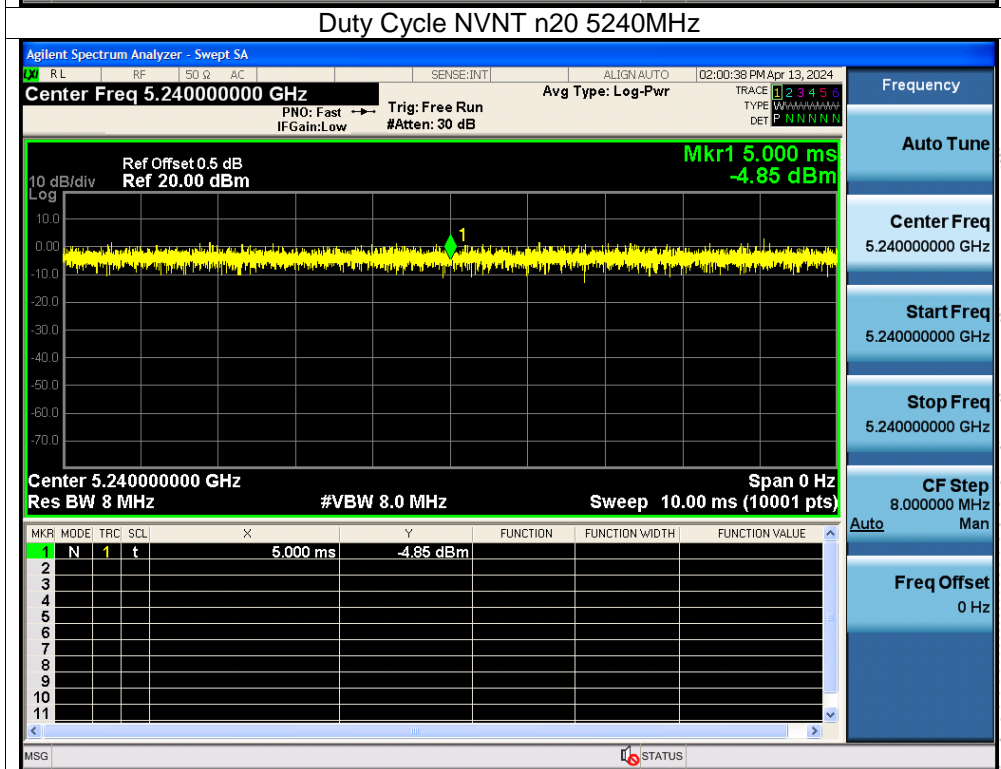 Duty Cycle NVNT n20 5240MHz
Agilent Spectrum Analyzer - Swept SA
LXI RL RF 50 Ω AC SENSE:INT ALIGN AUTO 02:00:38 PM Apr 13, 2024
Center Freq 5.240000000 GHz
PNO: Fast
IFGain:Low
Trig: Free Run
#Atten: 30 dB
Avg Type: Log-Pwr
TRACE 1 2 3 4 5 6
TYPE WWWWWW
DET P N N N N N
Mkr1 5.000 ms
-4.85 dBm
Ref Offset 0.5 dB
10 dB/div Ref 20.00 dBm
Log
10.0
0.00
-10.0
-20.0
-30.0
-40.0
-50.0
-60.0
-70.0
1
Center 5.240000000 GHz Span 0 Hz
Res BW 8 MHz #VBW 8.0 MHz Sweep 10.00 ms (10001 pts)
MKR MODE TRC SCL X Y FUNCTION FUNCTION WIDTH FUNCTION VALUE
1 N 1 t 5.000 ms -4.85 dBm
2
3
4
5
6
7
8
9
10
11
MSG STATUS
Frequency
Auto Tune
Center Freq
5.240000000 GHz
Start Freq
5.240000000 GHz
Stop Freq
5.240000000 GHz
CF Step
8.000000 MHz
Auto Man
Freq Offset
0 Hz